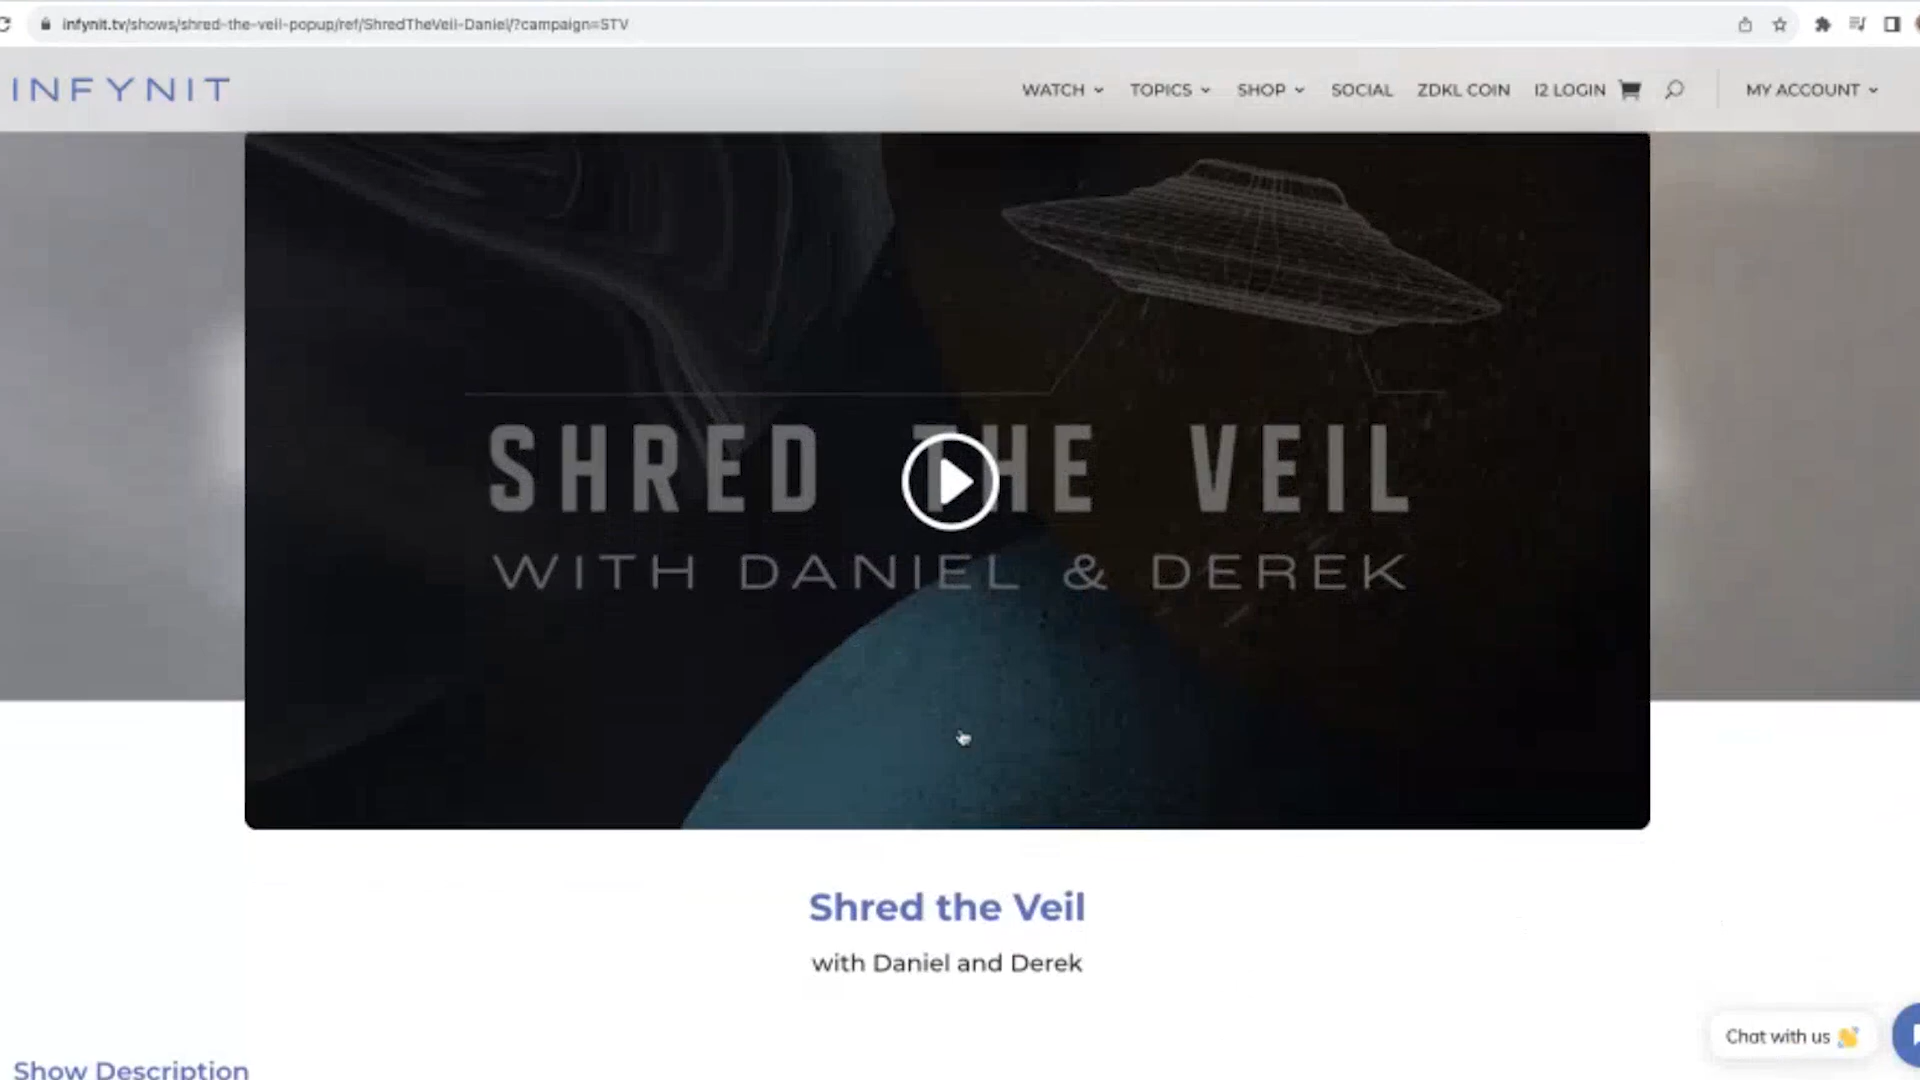 infynit.tv/shows/shred-the-veil-popup/ref/ShredTheVeil-Daniel/?campaign=STV
INFYNIT
WATCH TOPICS SHOP SOCIAL ZDKL COIN I2 LOGIN MY ACCOUNT
SHRED THE VEIL
WITH DANIEL & DEREK
Shred the Veil
with Daniel and Derek
Chat with us 👋
Show Description